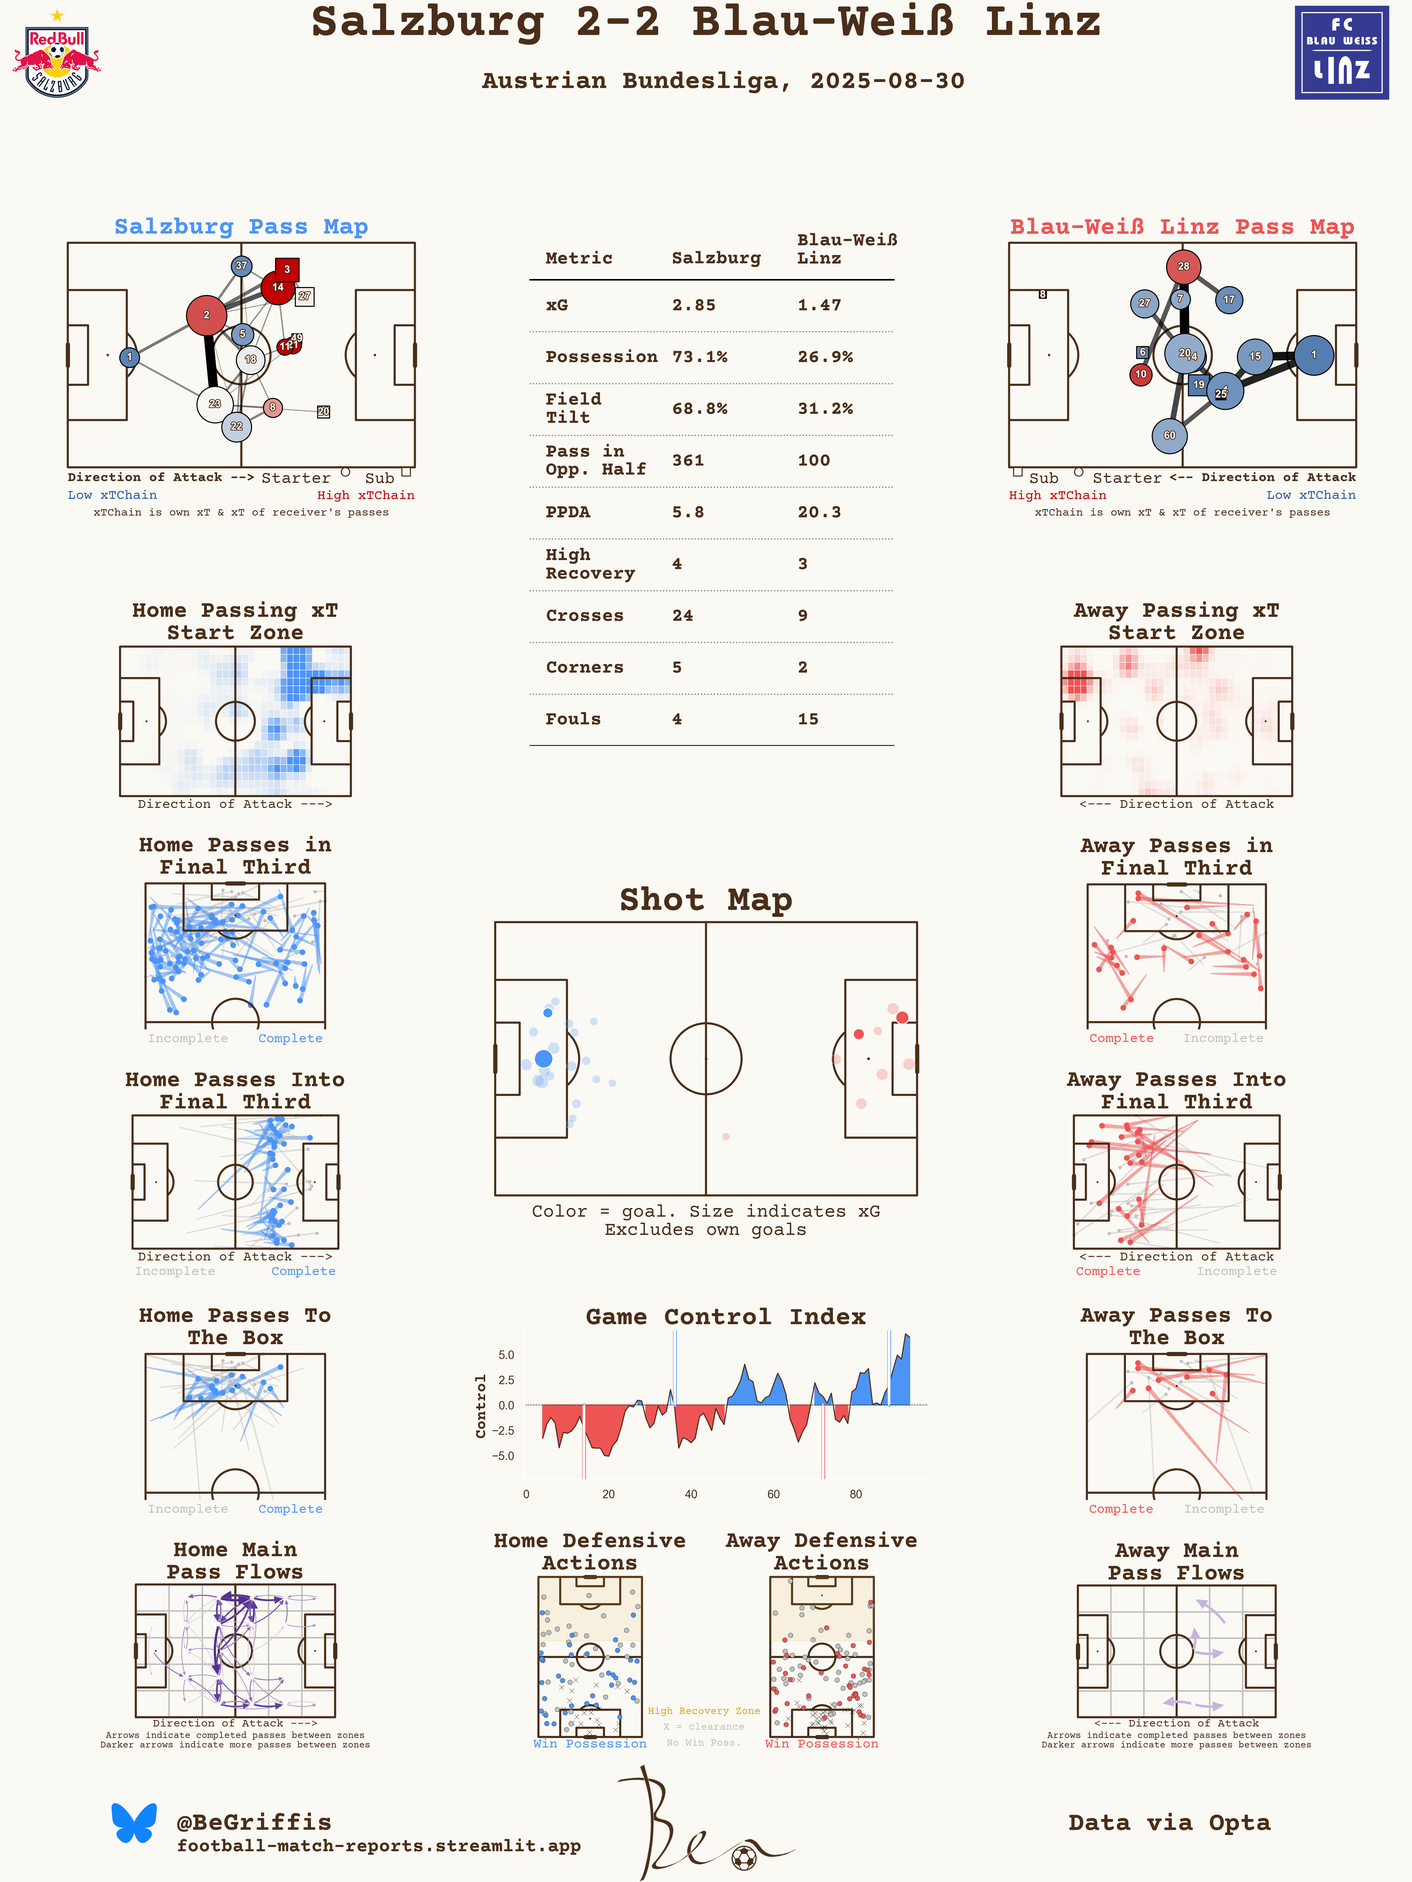 Salzburg 2-2 Blau-Weiß Linz
Austrian Bundesliga, 2025-08-30
RedBull
SALZBURG
FC
BLAU WEISS
LINZ
Salzburg Pass Map
37
3
14
27
2
5
11
21
18
1
23
8
20
22
Direction of Attack --> Starter Sub
Low xTChain High xTChain
xTChain is own xT & xT of receiver's passes
Metric Salzburg Blau-Weiß Linz
xG 2.85 1.47
Possession 73.1% 26.9%
Field Tilt 68.8% 31.2%
Pass in Opp. Half 361 100
PPDA 5.8 20.3
High Recovery 4 3
Crosses 24 9
Corners 5 2
Fouls 4 15
Blau-Weiß Linz Pass Map
28
8
27
7
17
6
20
15
1
10
19
25
60
Sub Starter <-- Direction of Attack
High xTChain Low xTChain
xTChain is own xT & xT of receiver's passes
Home Passing xT
Start Zone
Direction of Attack --->
Away Passing xT
Start Zone
<--- Direction of Attack
Home Passes in
Final Third
Incomplete Complete
Away Passes in
Final Third
Complete Incomplete
Shot Map
Color = goal. Size indicates xG
Excludes own goals
Home Passes Into
Final Third
Direction of Attack --->
Incomplete Complete
Away Passes Into
Final Third
<--- Direction of Attack
Complete Incomplete
Home Passes To
The Box
Incomplete Complete
Game Control Index
Control
5.0
2.5
0.0
−2.5
−5.0
0 20 40 60 80
Away Passes To
The Box
Complete Incomplete
Home Main
Pass Flows
Direction of Attack --->
Arrows indicate completed passes between zones
Darker arrows indicate more passes between zones
Home Defensive
Actions
Win Possession
Away Defensive
Actions
Win Possession
High Recovery Zone
X = clearance
No Win Poss.
Away Main
Pass Flows
<--- Direction of Attack
Arrows indicate completed passes between zones
Darker arrows indicate more passes between zones
@BeGriffis
football-match-reports.streamlit.app
Ben
Data via Opta